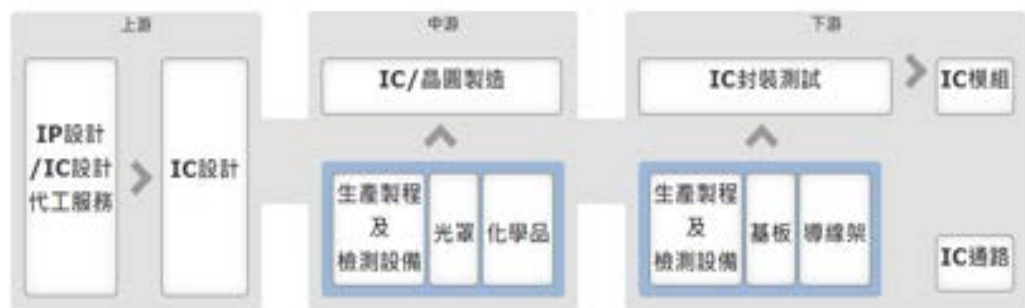 上游
IP設計
/IC設計
代工服務
IC設計
中游
IC/晶圓製造
生產製程
及
檢測設備
光罩
化學品
下游
IC封裝測試
IC模組
生產製程
及
檢測設備
基板
導線架
IC通路